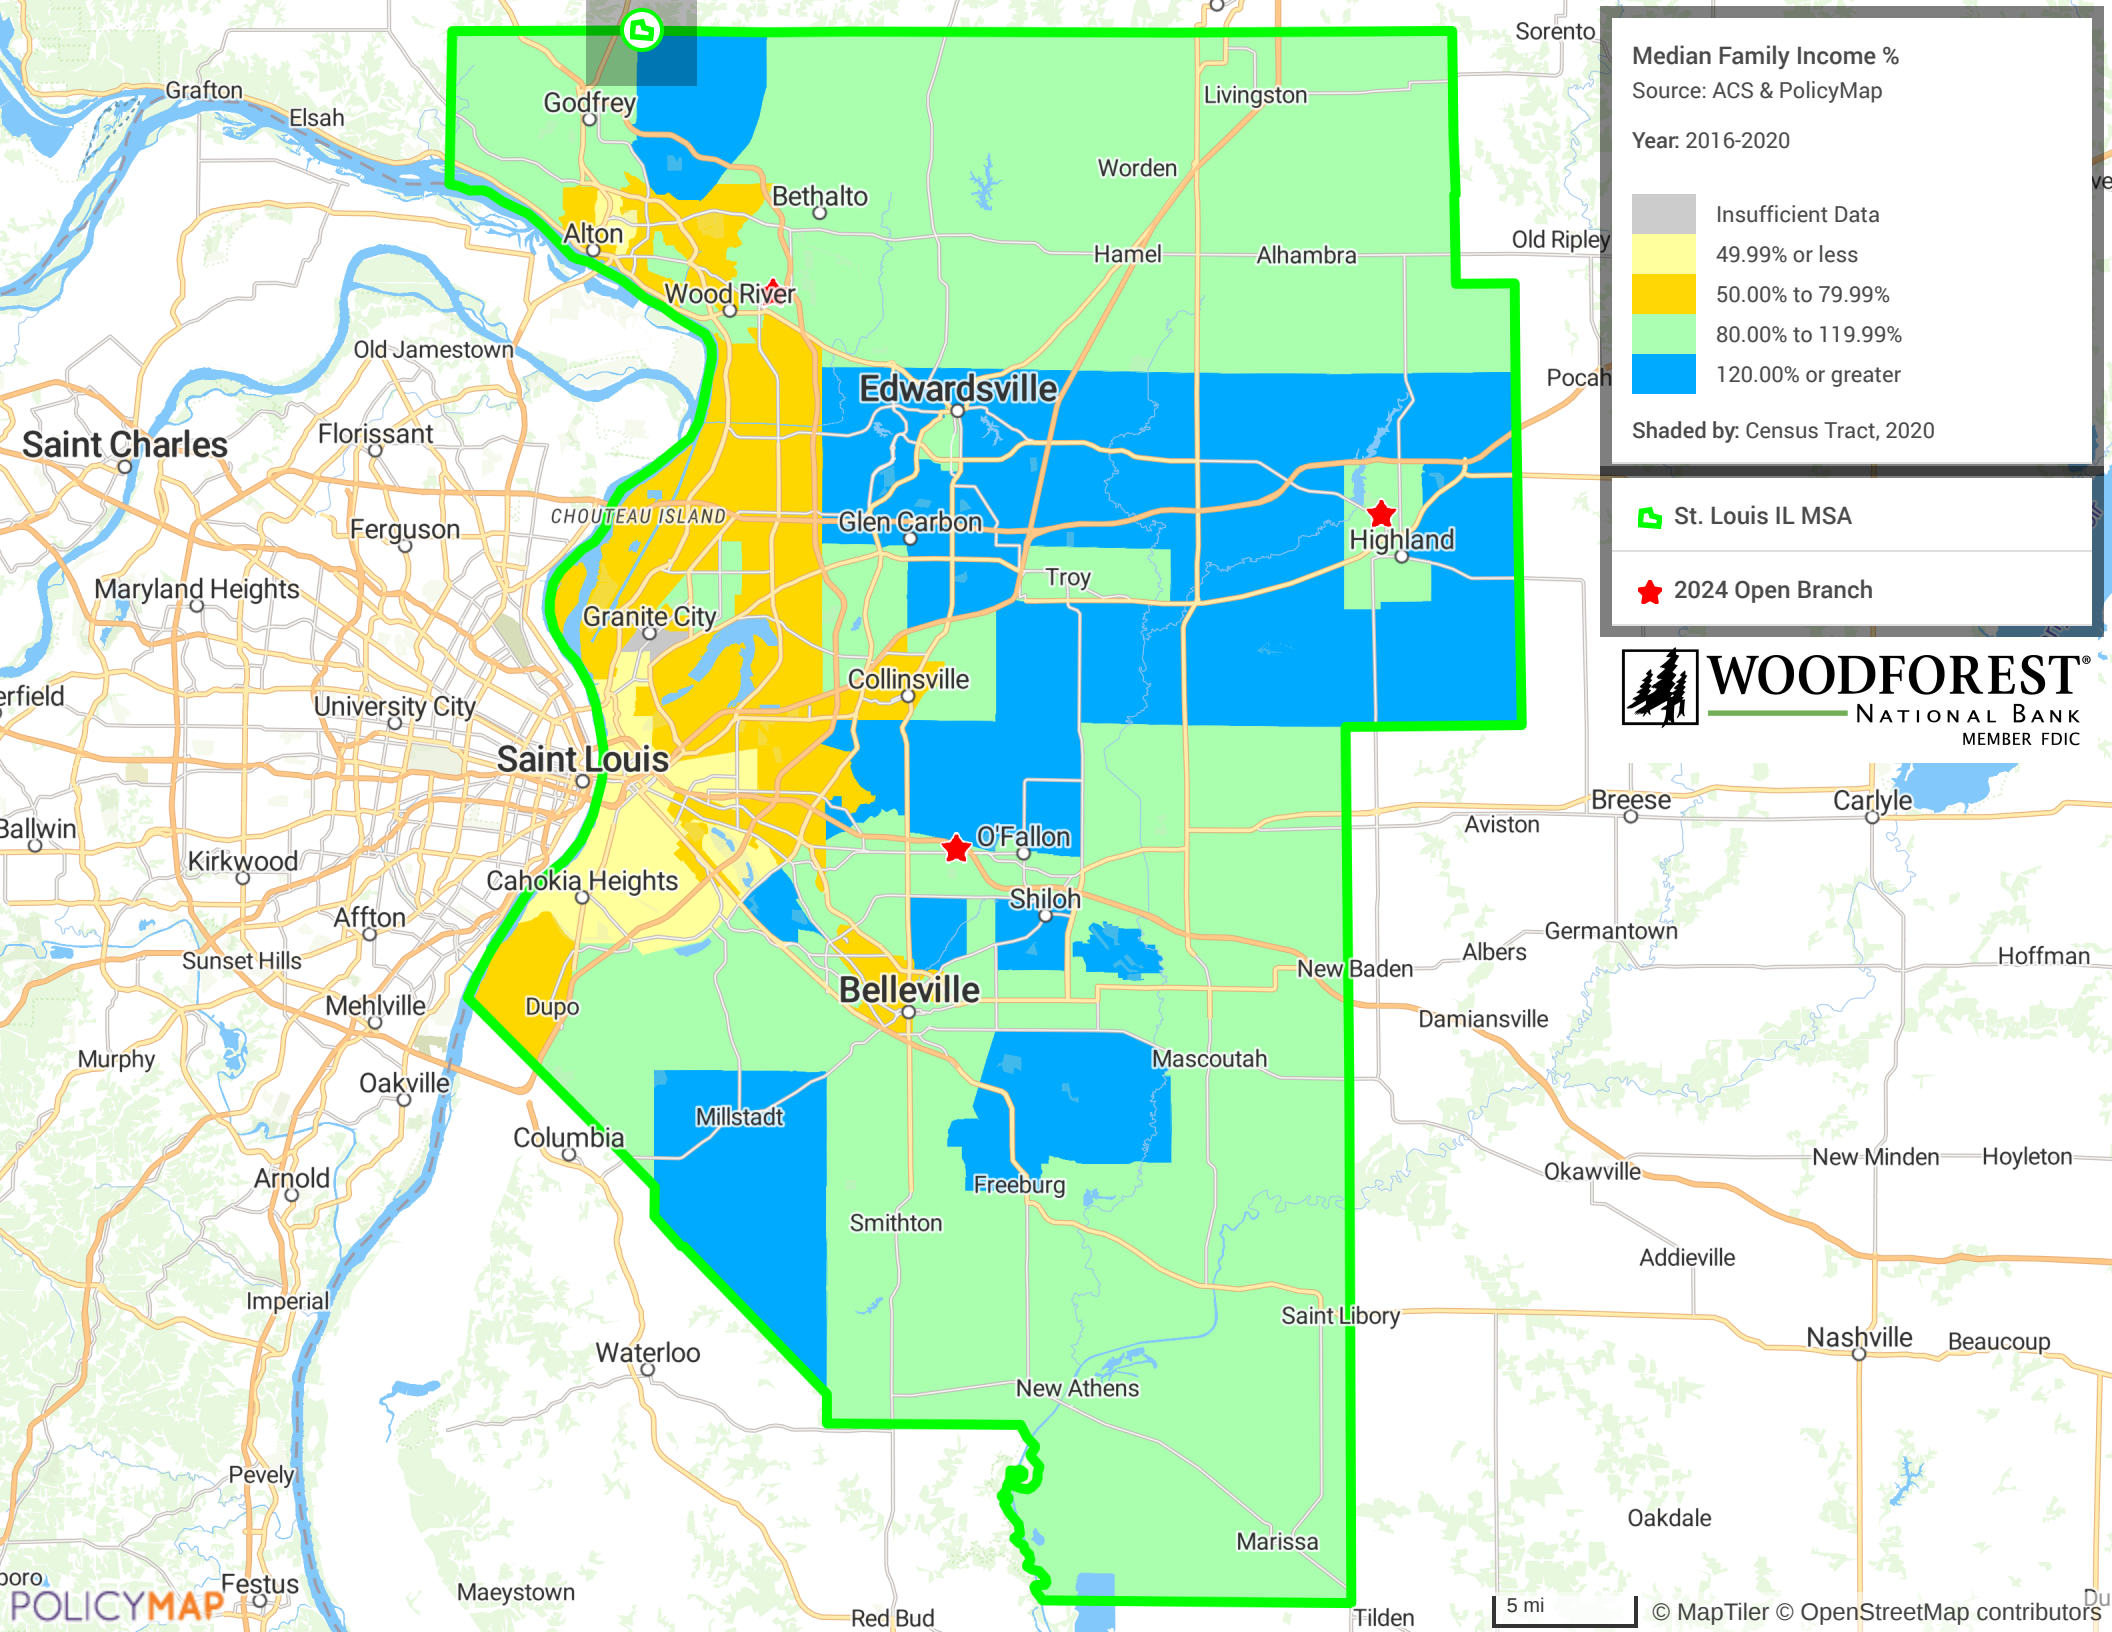 Median Family Income %
Source: ACS & PolicyMap
Year: 2016-2020
Insufficient Data
49.99% or less
50.00% to 79.99%
80.00% to 119.99%
120.00% or greater
Shaded by: Census Tract, 2020
St. Louis IL MSA
2024 Open Branch
WOODFOREST®
NATIONAL BANK
MEMBER FDIC
Sorento
Grafton
Elsah
Godfrey
Livingston
Worden
Bethalto
Alton
Hamel
Alhambra
Old Ripley
Wood River
Old Jamestown
Edwardsville
Pocah
Saint Charles
Florissant
CHOUTEAU ISLAND
Glen Carbon
Ferguson
Highland
Maryland Heights
Troy
Granite City
erfield
University City
Collinsville
Saint Louis
Breese
Carlyle
Ballwin
Aviston
O'Fallon
Kirkwood
Cahokia Heights
Shiloh
Affton
Germantown
Albers
Hoffman
Sunset Hills
New Baden
Belleville
Mehlville
Dupo
Damiansville
Murphy
Mascoutah
Oakville
Millstadt
Columbia
New Minden
Hoyleton
Okawville
Arnold
Freeburg
Smithton
Addieville
Imperial
Saint Libory
Nashville
Beaucoup
Waterloo
New Athens
Pevely
Oakdale
Marissa
boro
Festus
Maeystown
Red Bud
Tilden
Du
POLICYMAP
5 mi
© MapTiler © OpenStreetMap contributors